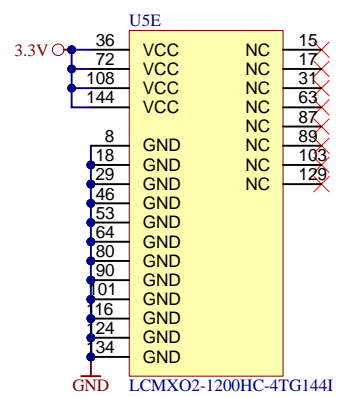 U5E
3.3V
36 VCC NC 15
72 VCC NC 17
108 VCC NC 31
144 VCC NC 63
NC 87
8 GND NC 89
18 GND NC 103
29 GND NC 129
46 GND
53 GND
64 GND
80 GND
90 GND
101 GND
116 GND
124 GND
134 GND
GND LCMXO2-1200HC-4TG144I